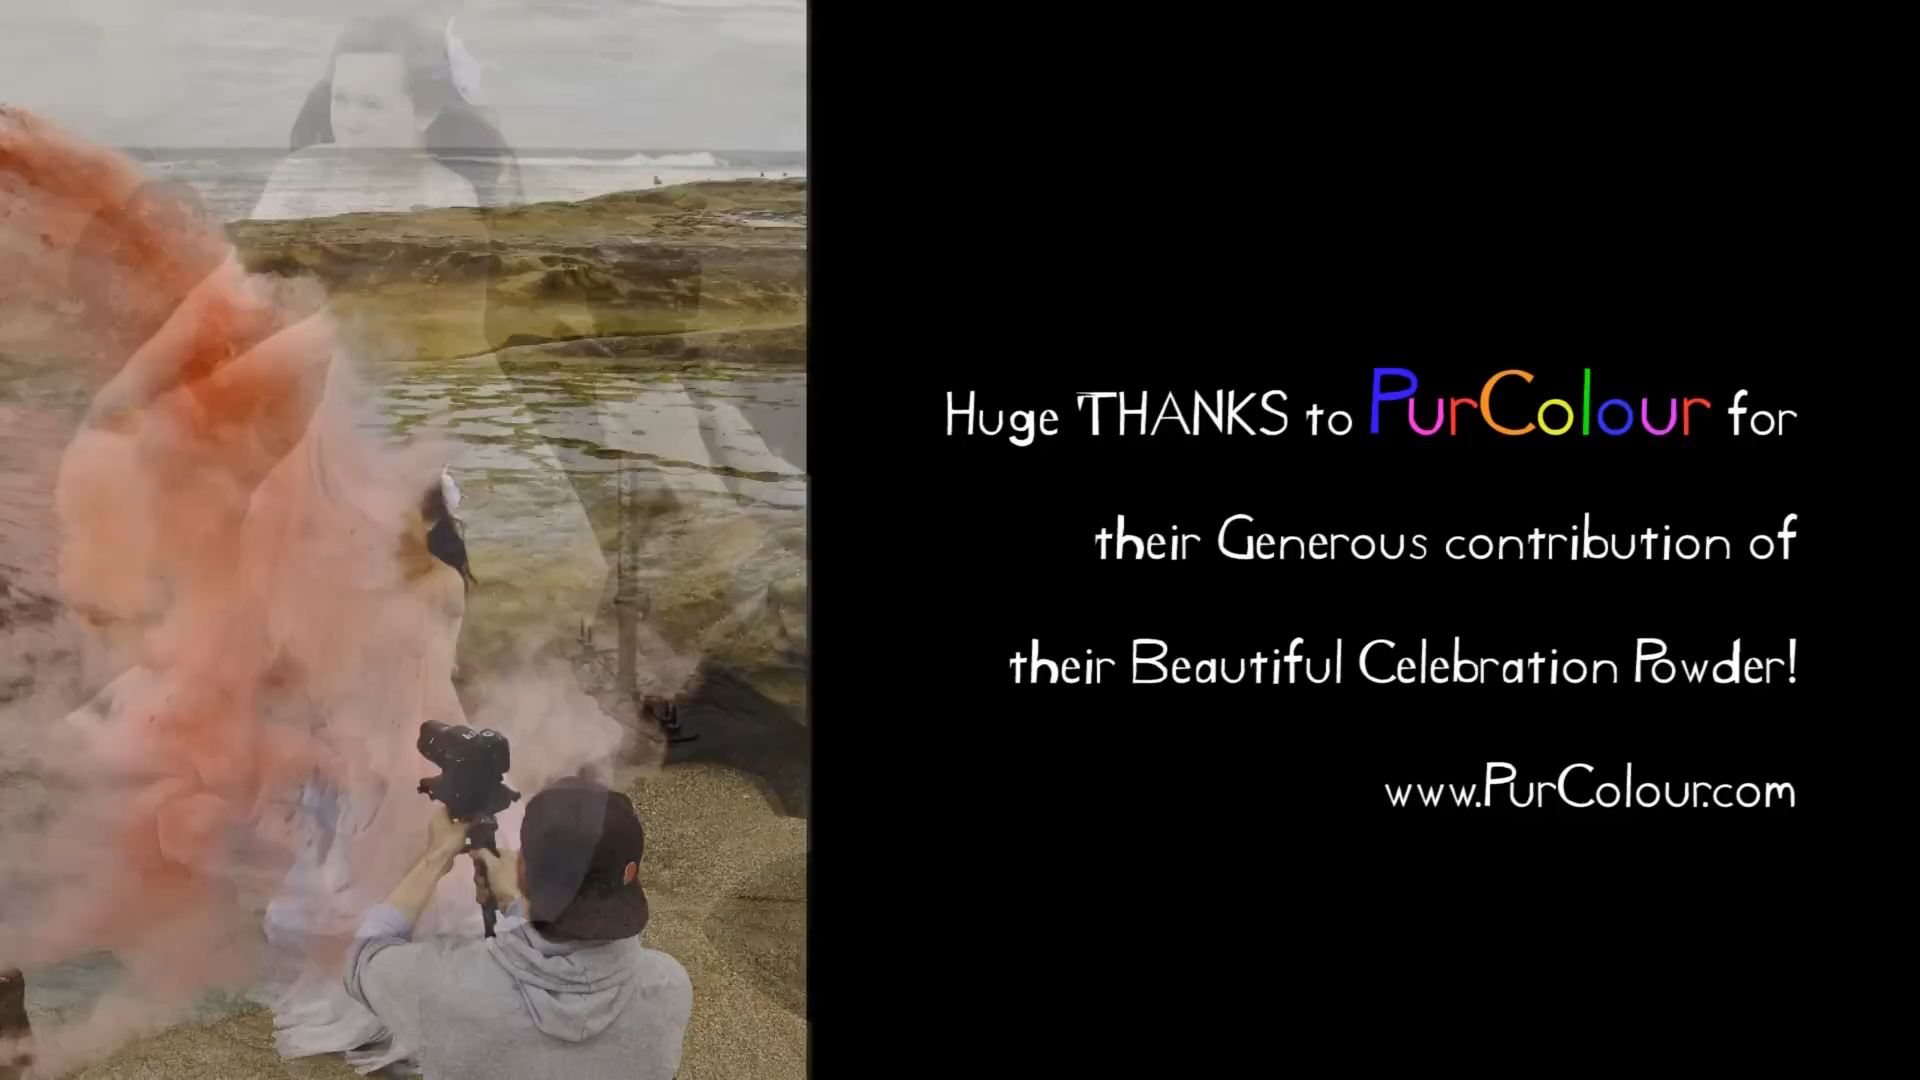 Huge THANKS to PurColour for
their Generous contribution of
their Beautiful Celebration Powder!
www.PurColour.com